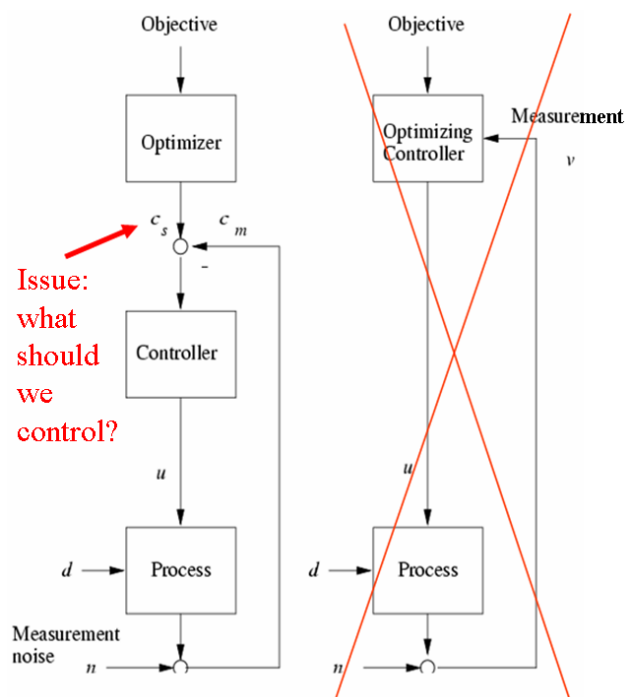 Objective
Optimizer
c s
c m
-
Issue:
what
should
we
control?
Controller
u
d
Process
Measurement
noise
n
Objective
Measurement
Optimizing
Controller
v
u
d
Process
n